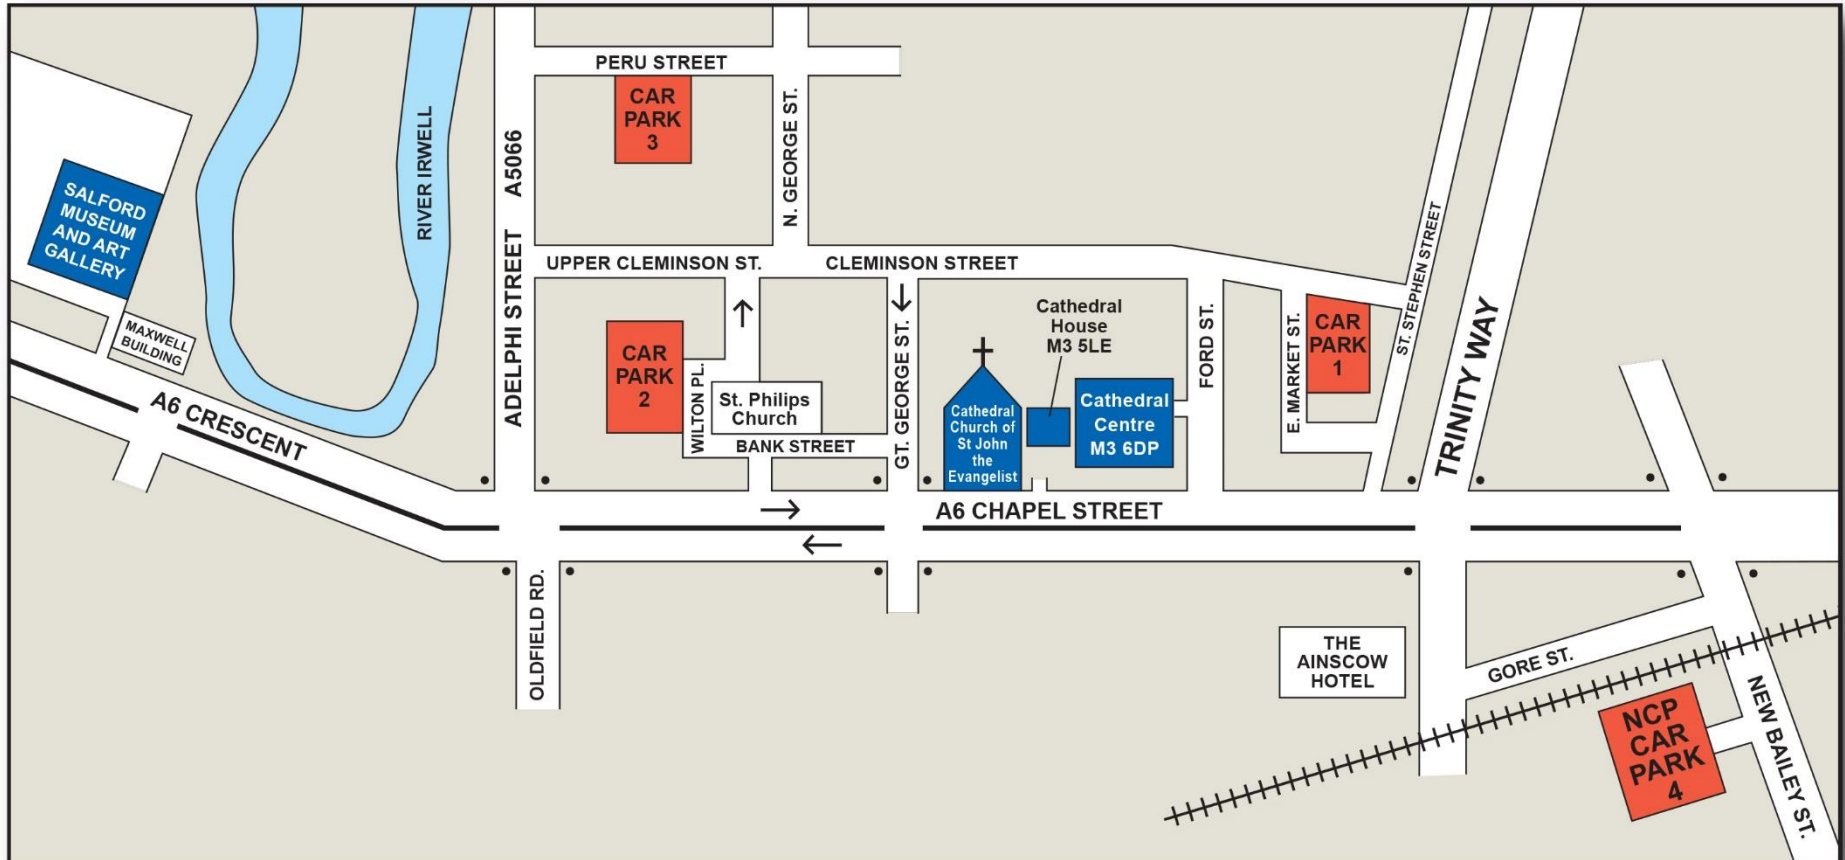 PERU STREET
CAR
PARK
3
N. GEORGE ST.
RIVER IRWELL
ADELPHI STREET A5066
SALFORD
MUSEUM
AND ART
GALLERY
MAXWELL
BUILDING
A6 CRESCENT
UPPER CLEMINSON ST.
CLEMINSON STREET
CAR
PARK
2
WILTON PL.
St. Philips
Church
BANK STREET
GT. GEORGE ST.
Cathedral
House
M3 5LE
Cathedral
Church of
St John
the
Evangelist
Cathedral
Centre
M3 6DP
FORD ST.
E. MARKET ST.
CAR
PARK
1
ST. STEPHEN STREET
TRINITY WAY
A6 CHAPEL STREET
OLDFIELD RD.
THE
AINSCOW
HOTEL
GORE ST.
NCP
CAR
PARK
4
NEW BAILEY ST.